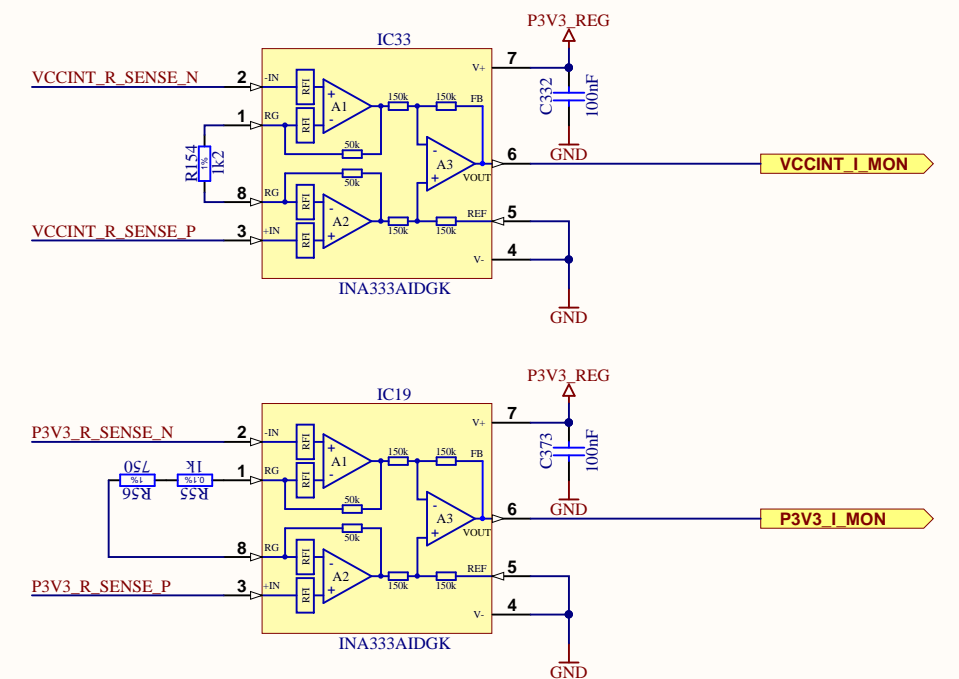 P3V3_REG
IC33
7
V+
VCCINT_R_SENSE_N
2
-IN
RFI
A1
+
-
150k
150k
FB
C332
100nF
1
RG
RFI
50k
GND
R154
1%
1k2
A3
-
+
6
VOUT
VCCINT_I_MON
50k
8
RG
RFI
A2
-
+
REF
5
VCCINT_R_SENSE_P
3
+IN
RFI
150k
150k
V-
4
INA333AIDGK
GND
P3V3_REG
IC19
7
V+
P3V3_R_SENSE_N
2
-IN
RFI
A1
+
-
150k
150k
FB
C373
100nF
750
1k
1%
0.1%
R56
R55
1
RG
RFI
50k
GND
A3
-
+
6
VOUT
P3V3_I_MON
50k
8
RG
RFI
A2
-
+
REF
5
P3V3_R_SENSE_P
3
+IN
RFI
150k
150k
V-
4
INA333AIDGK
GND